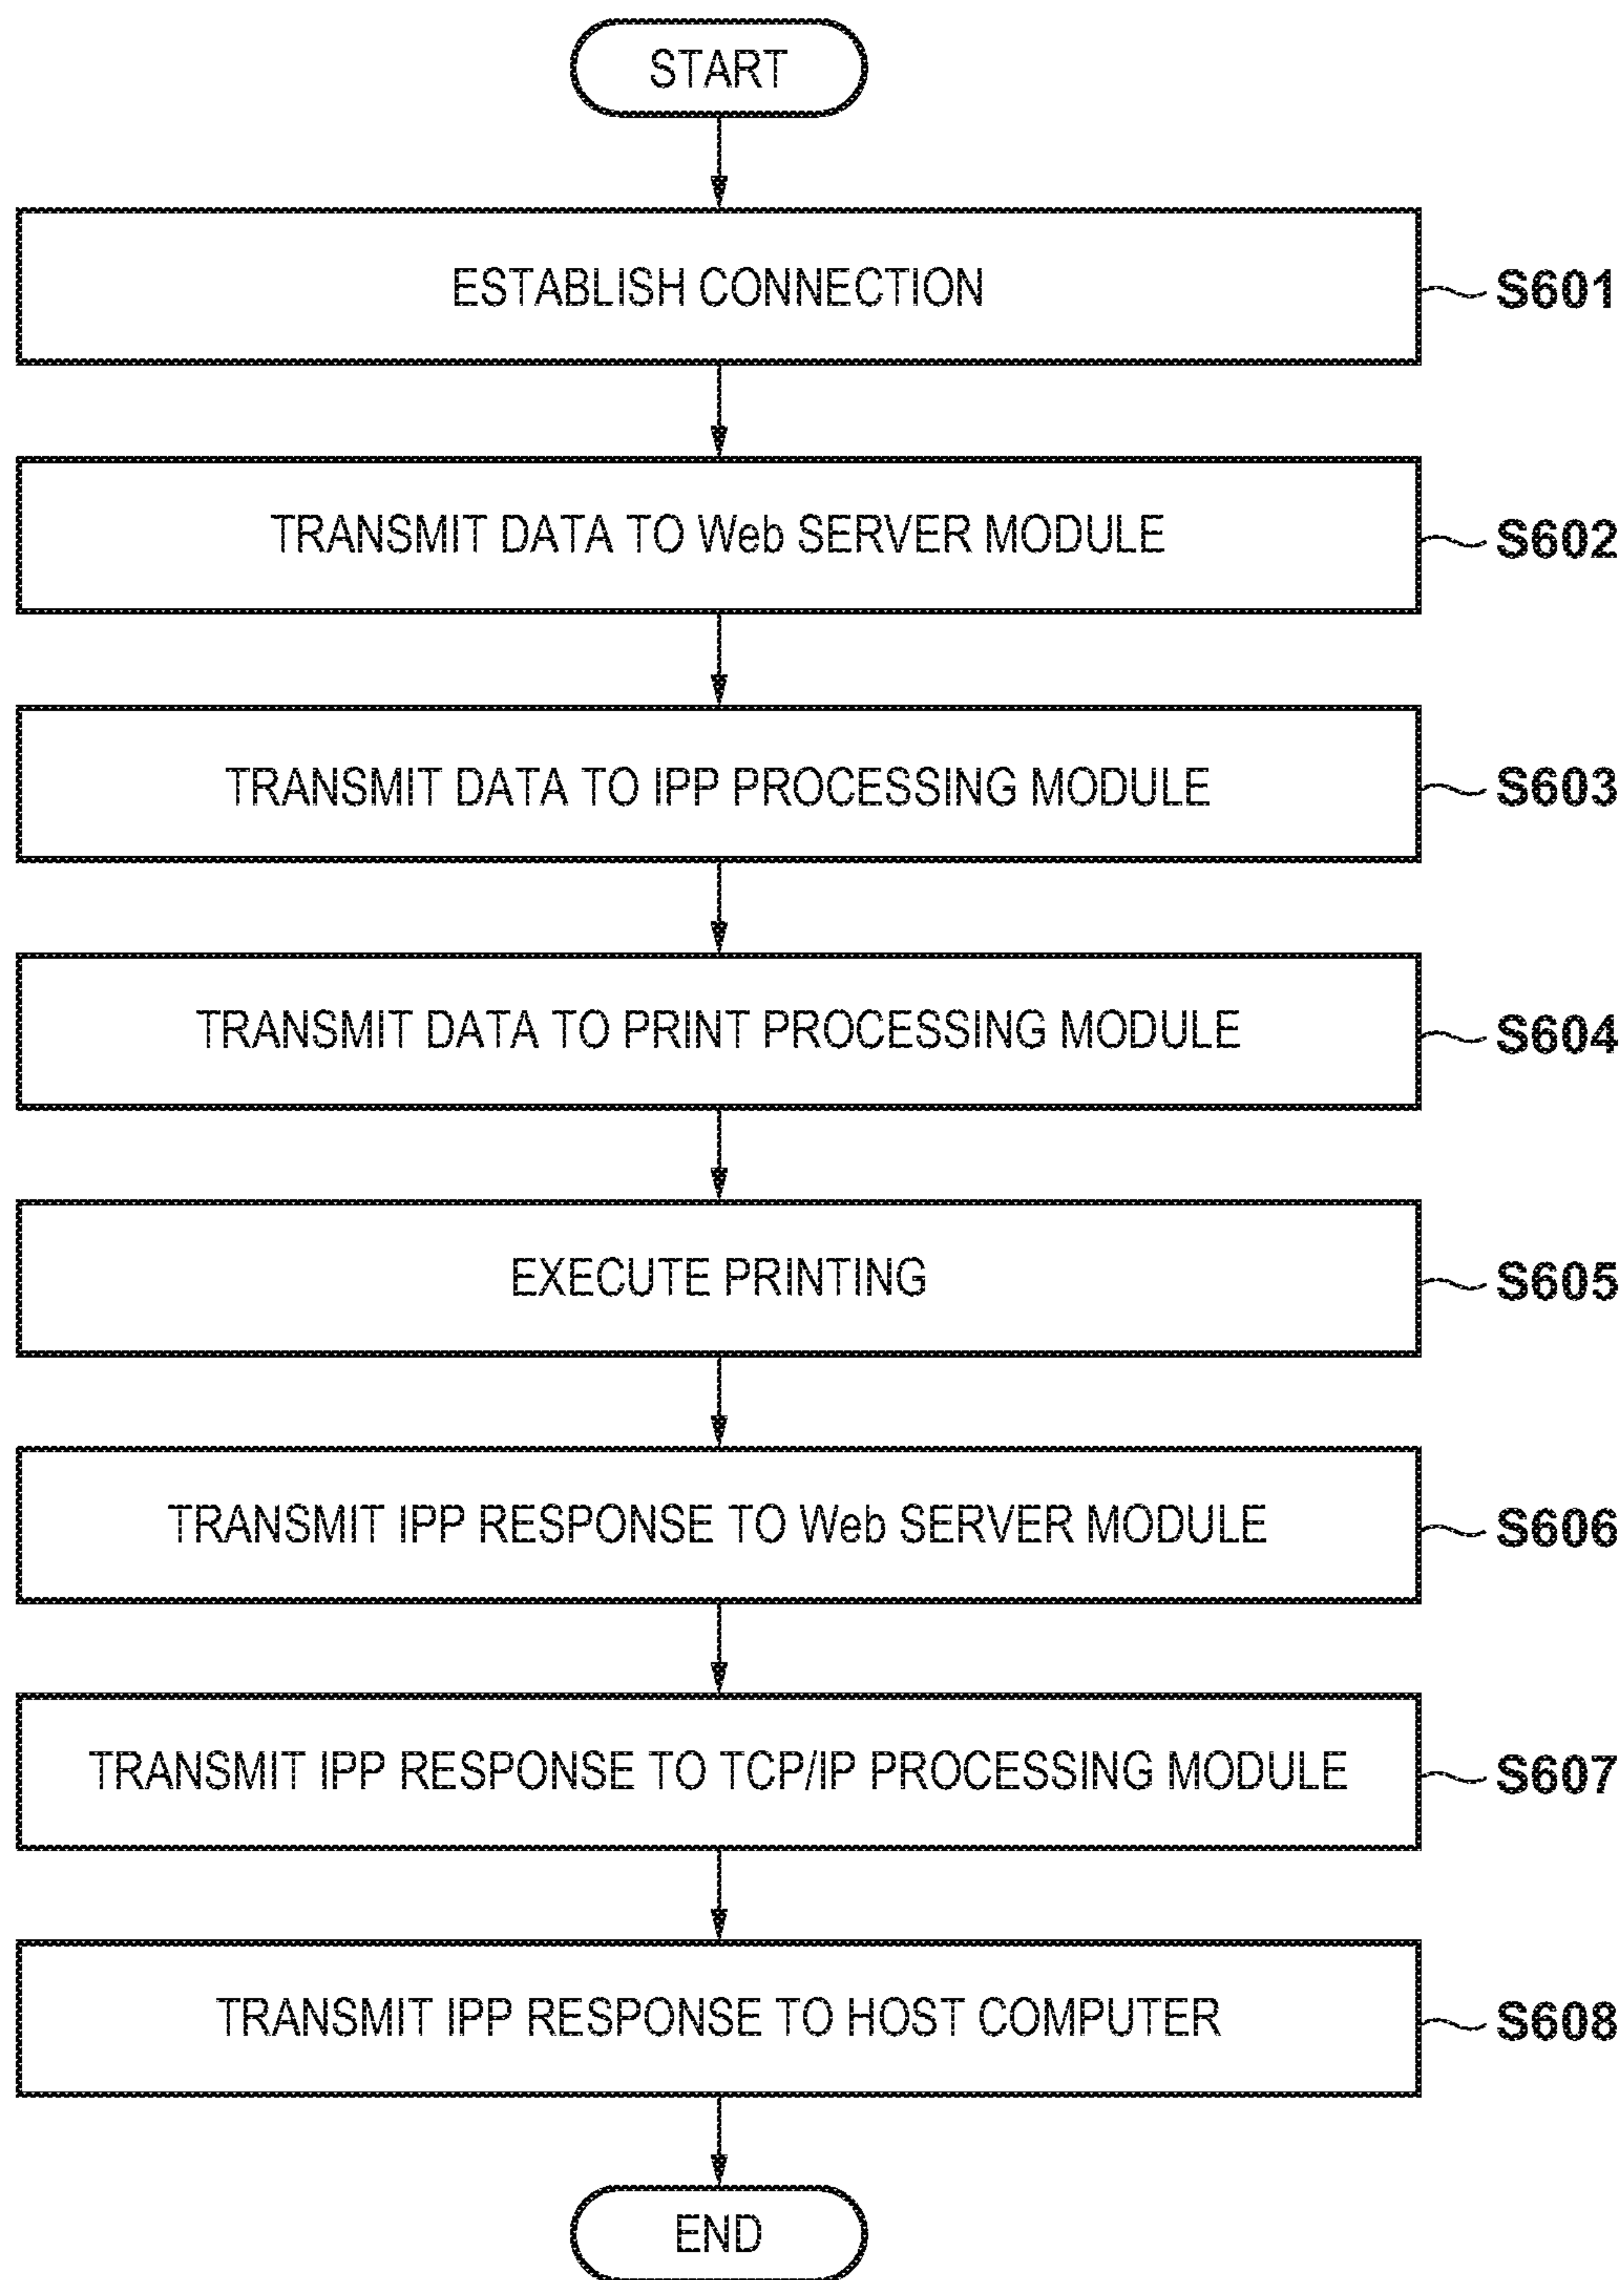 START
ESTABLISH CONNECTION
S601
TRANSMIT DATA TO Web SERVER MODULE
S602
TRANSMIT DATA TO IPP PROCESSING MODULE
S603
TRANSMIT DATA TO PRINT PROCESSING MODULE
S604
EXECUTE PRINTING
S605
TRANSMIT IPP RESPONSE TO Web SERVER MODULE
S606
TRANSMIT IPP RESPONSE TO TCP/IP PROCESSING MODULE
S607
TRANSMIT IPP RESPONSE TO HOST COMPUTER
S608
END